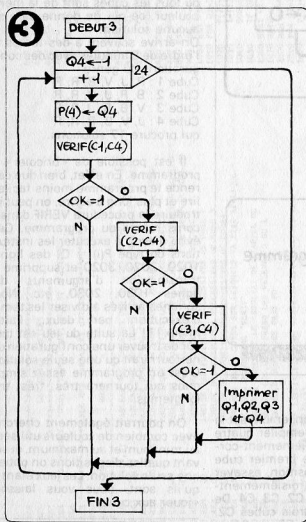 3
DEBUT 3
Q4←1
+1
24
P(4)←Q4
VERIF(C1,C4)
OK=1
O
N
VERIF
(C2,C4)
OK=1
O
N
VERIF
(C3,C4)
OK=1
O
N
Imprimer
Q1,Q2,Q3
et Q4
FIN 3